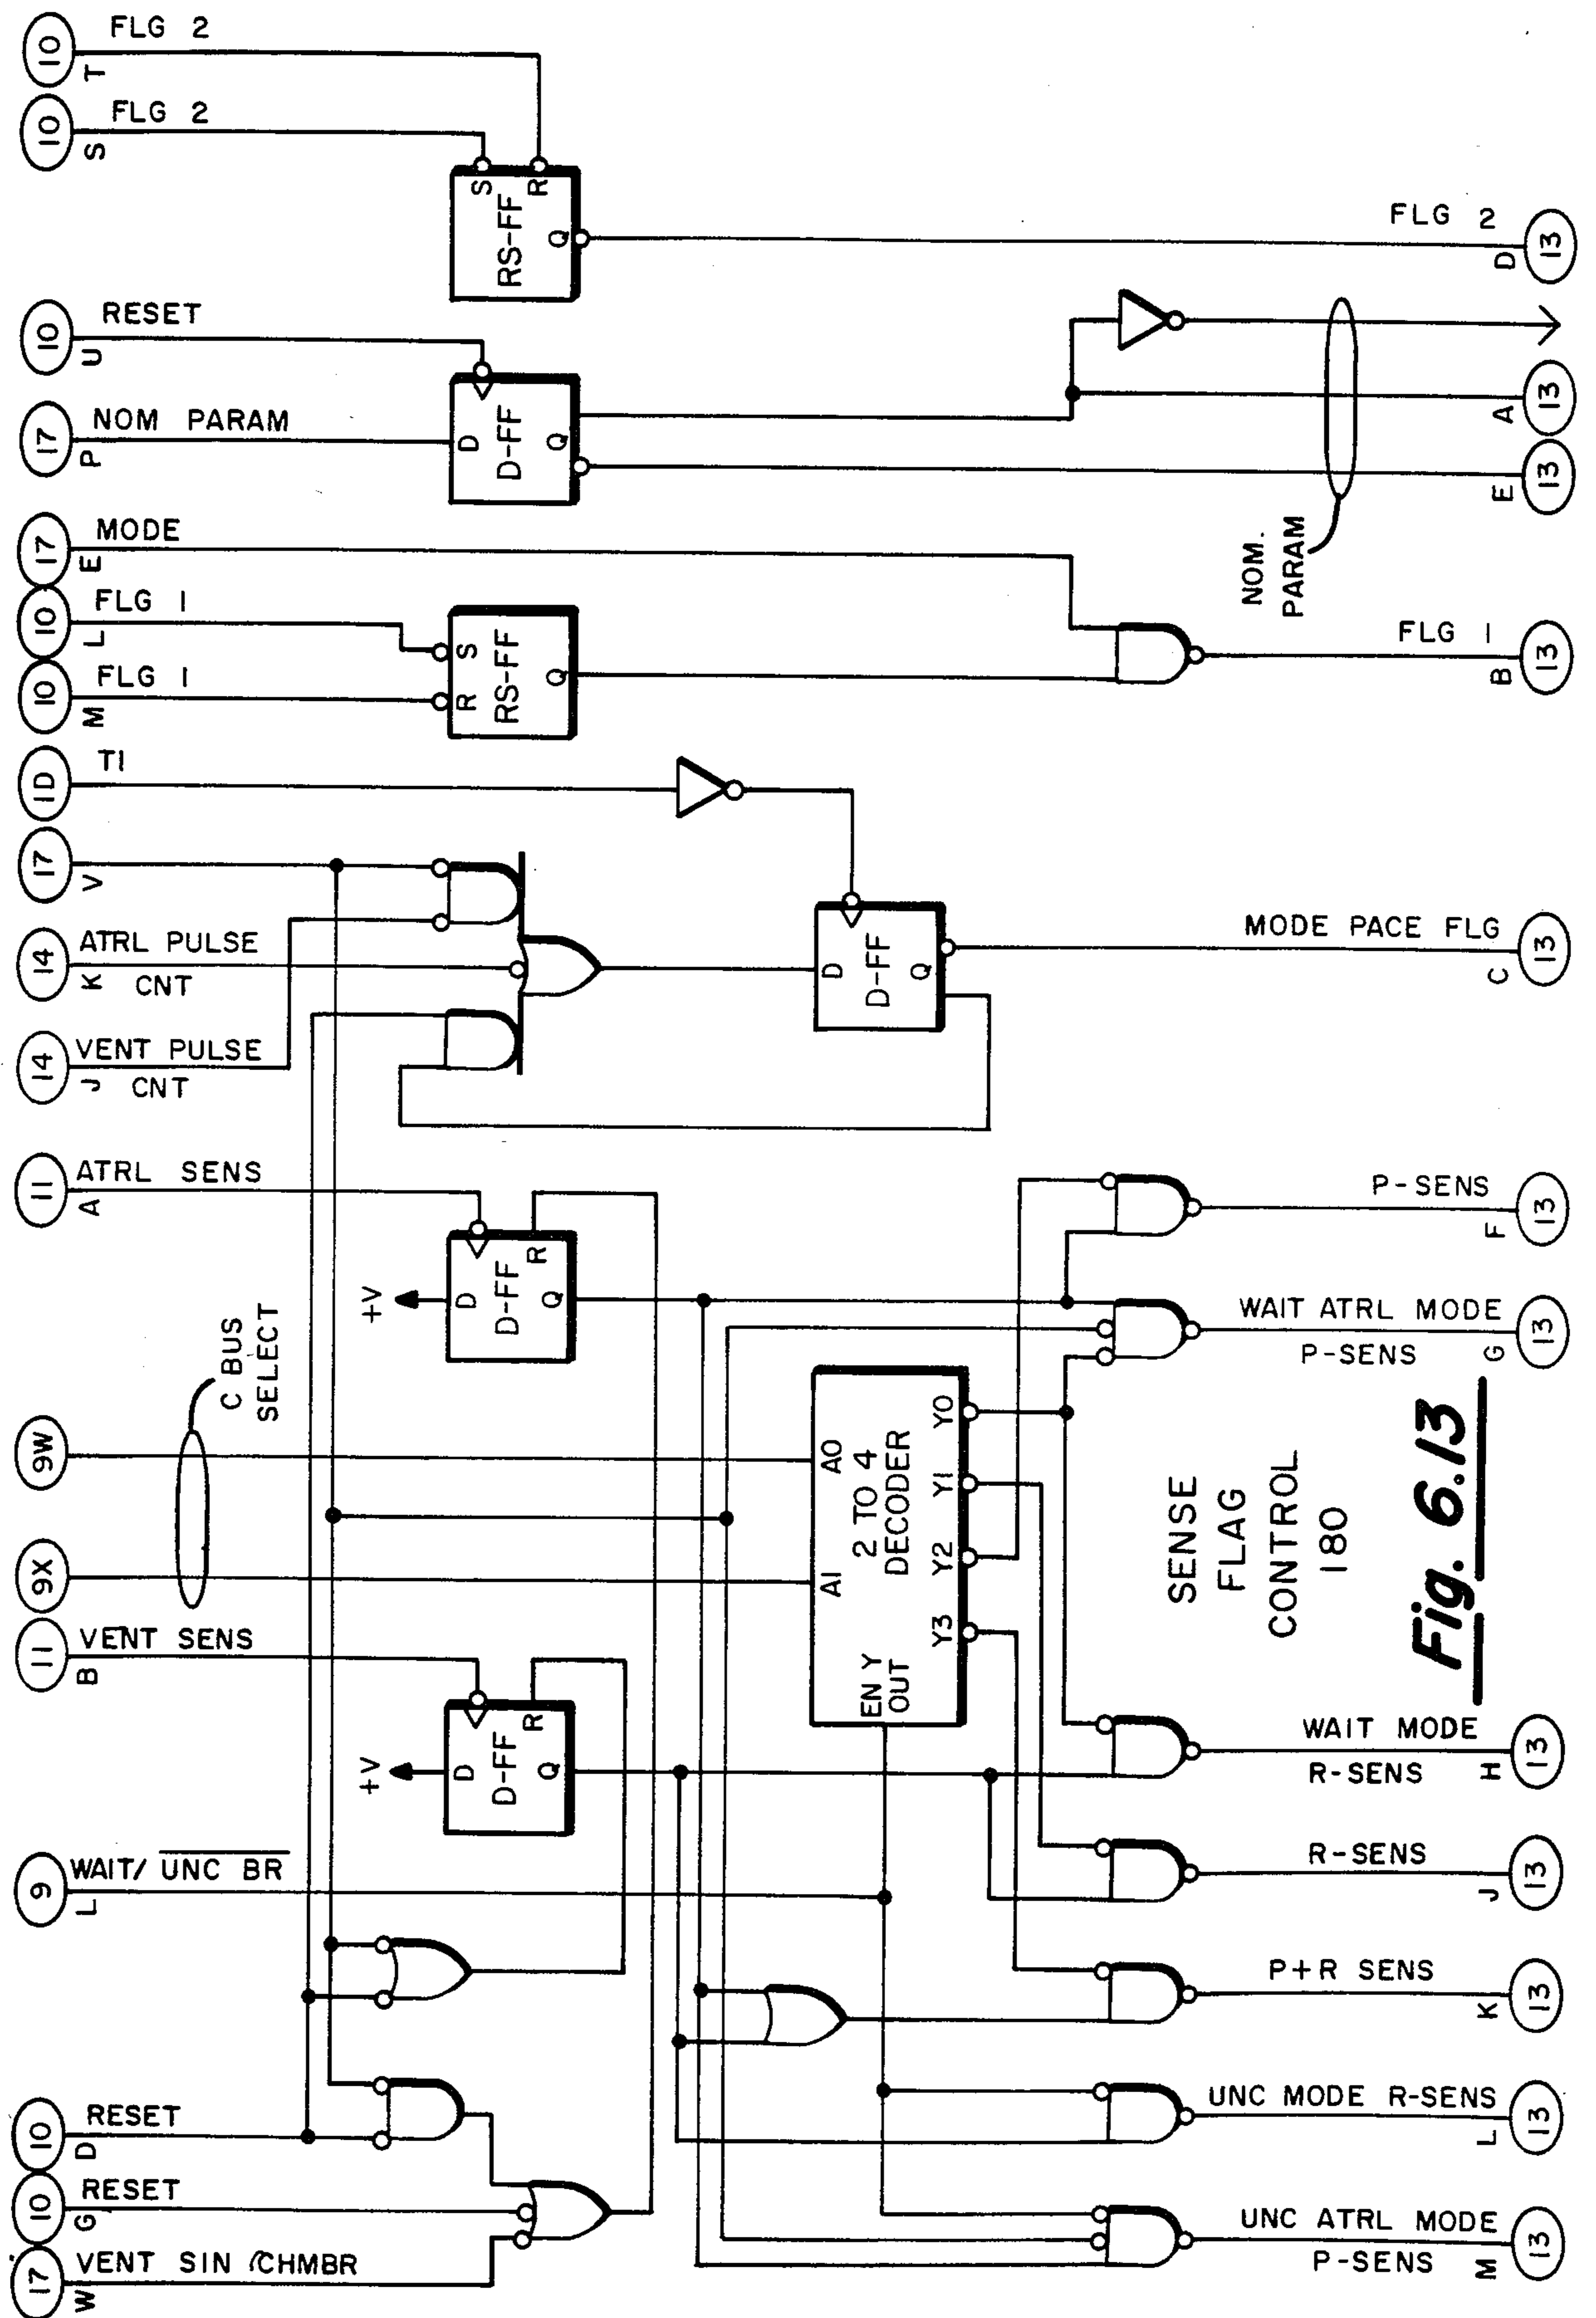 10 T FLG 2
10 S FLG 2
S
R
RS-FF
Q
FLG 2
D 13
10 U RESET
17 P NOM PARAM
D
D-FF
Q
A 13
E 13
NOM.
PARAM
17 E MODE
10 L FLG 1
10 M FLG 1
S
R
RS-FF
Q
FLG 1
B 13
1D T1
17 V
14 K ATRL PULSE
CNT
14 J VENT PULSE
CNT
D
D-FF
Q
MODE PACE FLG
C 13
11 A ATRL SENS
+V
D
D-FF
R
Q
P-SENS
F 13
WAIT ATRL MODE
P-SENS
G 13
C BUS
SELECT
9W
9X
A0
A1
2 TO 4
DECODER
EN Y
OUT
Y0
Y1
Y2
Y3
SENSE
FLAG
CONTROL
180
Fig. 6.13
11 B VENT SENS
+V
D
D-FF
R
Q
WAIT MODE
R-SENS
H 13
9 L WAIT/ UNC BR
R-SENS
J 13
P+R SENS
K 13
10 D RESET
10 G RESET
17 W VENT SIN CHMBR
UNC MODE R-SENS
L 13
UNC ATRL MODE
P-SENS
M 13